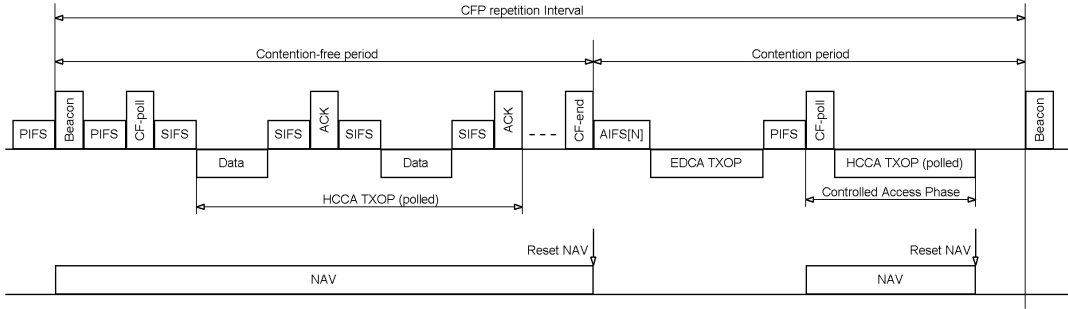 CFP repetition Interval
Contention-free period
Contention period
PIFS
Beacon
PIFS
CF-poll
SIFS
SIFS
ACK
SIFS
SIFS
ACK
CF-end
AIFS[N]
PIFS
CF-poll
Beacon
Data
Data
EDCA TXOP
HCCA TXOP (polled)
HCCA TXOP (polled)
Controlled Access Phase
Reset NAV
Reset NAV
NAV
NAV